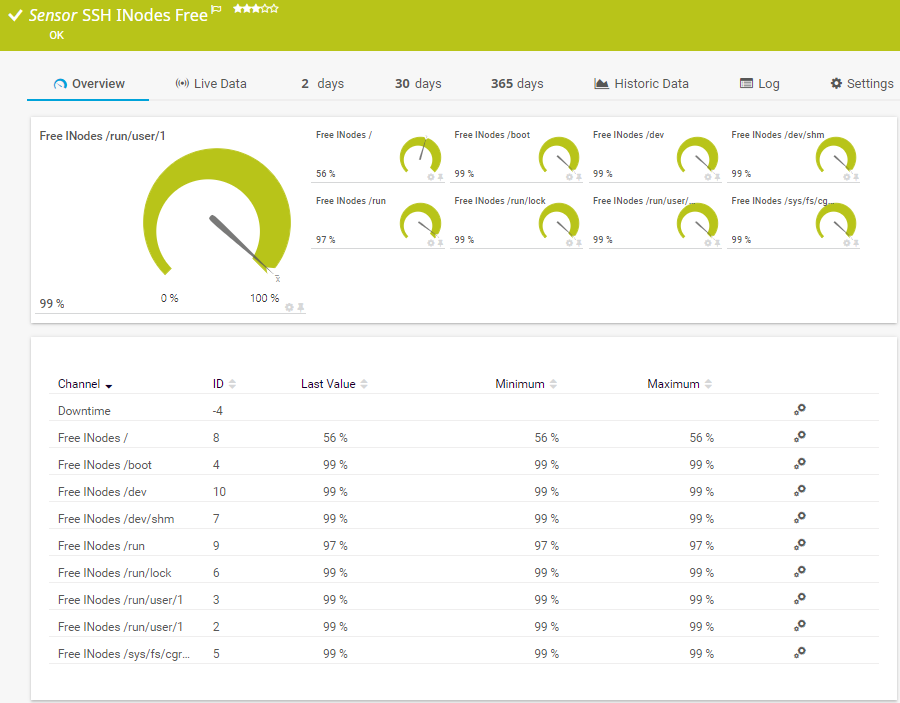 Sensor SSH INodes Free
OK
Overview
Live Data
2 days
30 days
365 days
Historic Data
Log
Settings
Free INodes /run/user/1
0 %
100 %
x̄
99 %
Free INodes /
56 %
Free INodes /boot
99 %
Free INodes /dev
99 %
Free INodes /dev/shm
99 %
Free INodes /run
97 %
Free INodes /run/lock
99 %
Free INodes /run/user/...
99 %
Free INodes /sys/fs/cg...
99 %
Channel ID Last Value Minimum Maximum
Downtime -4
Free INodes / 8 56 % 56 % 56 %
Free INodes /boot 4 99 % 99 % 99 %
Free INodes /dev 10 99 % 99 % 99 %
Free INodes /dev/shm 7 99 % 99 % 99 %
Free INodes /run 9 97 % 97 % 97 %
Free INodes /run/lock 6 99 % 99 % 99 %
Free INodes /run/user/1 3 99 % 99 % 99 %
Free INodes /run/user/1 2 99 % 99 % 99 %
Free INodes /sys/fs/cgr... 5 99 % 99 % 99 %